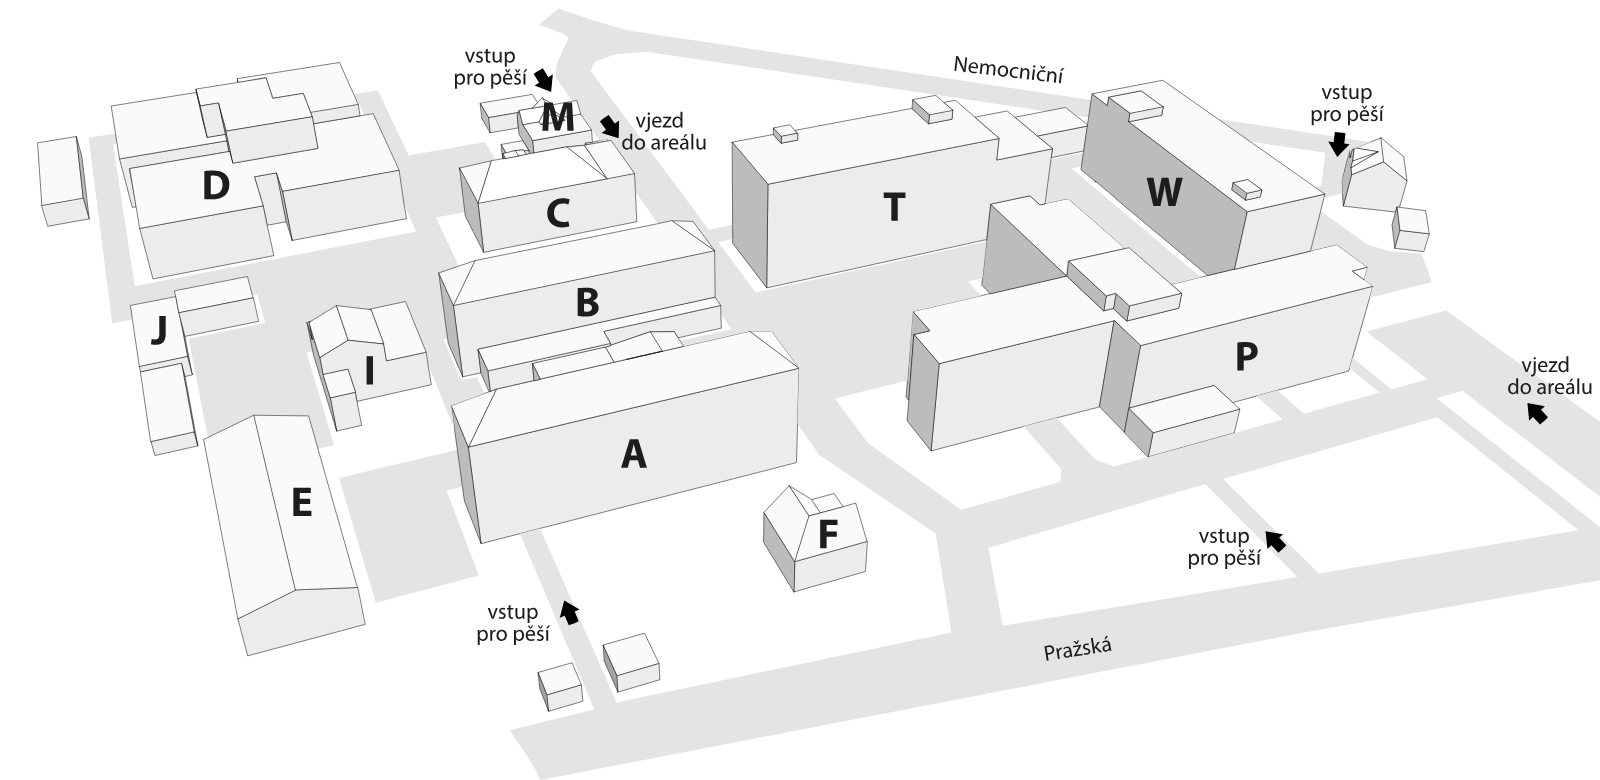 vstup
pro pěší
Nemocniční
vstup
pro pěší
M
vjezd
do areálu
D
W
T
C
B
J
P
I
vjezd
do areálu
A
E
F
vstup
pro pěší
vstup
pro pěší
Pražská